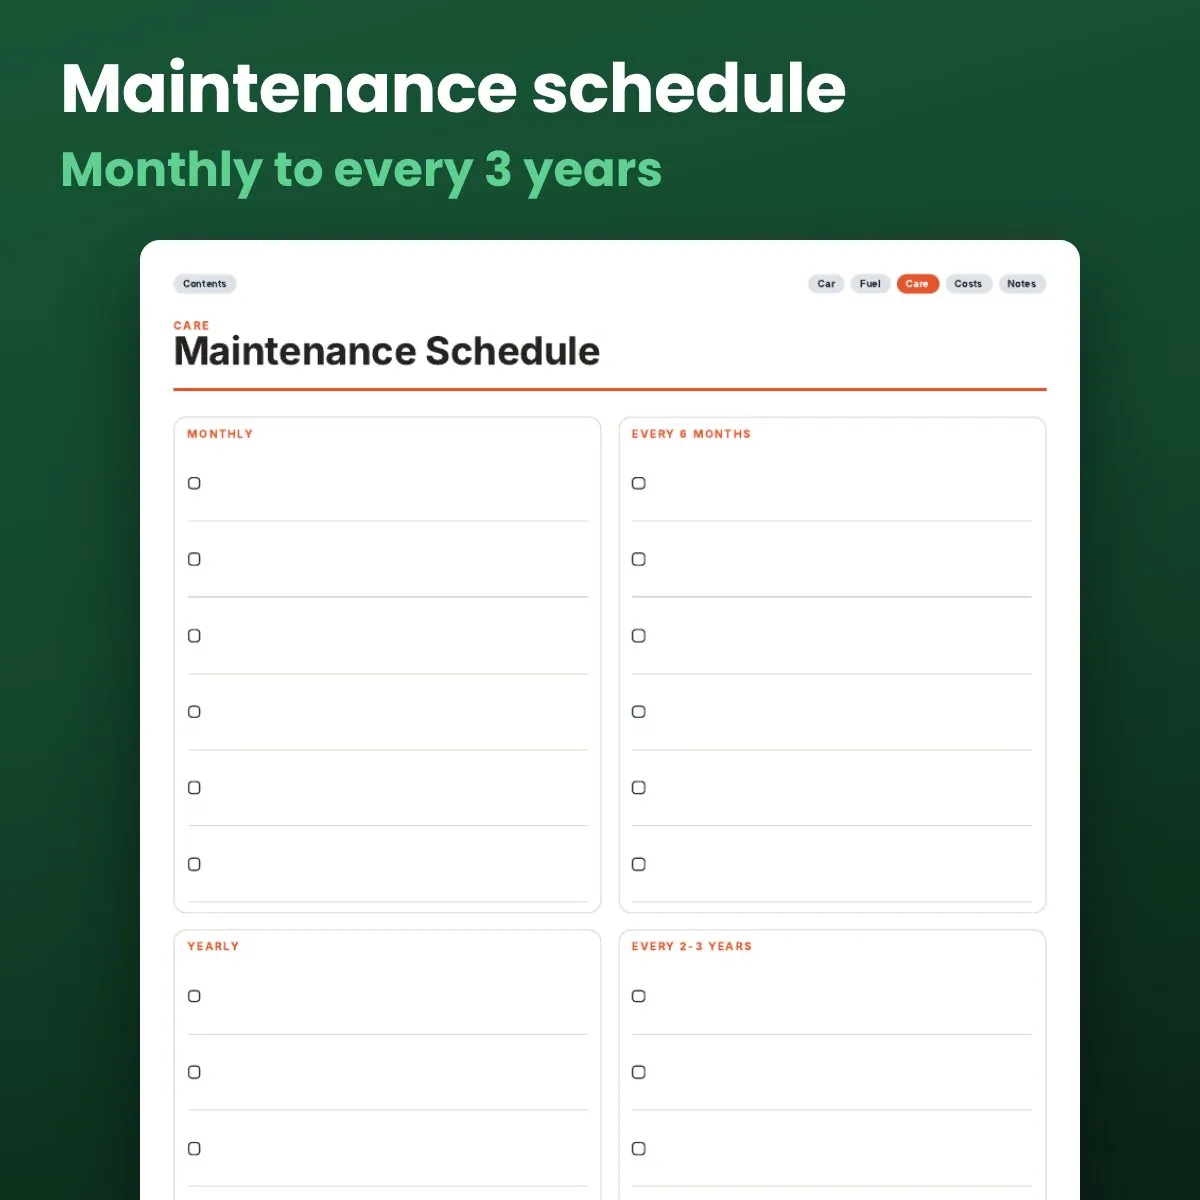 Maintenance schedule
Monthly to every 3 years
Contents
Car Fuel Care Costs Notes
CARE
Maintenance Schedule
MONTHLY
EVERY 6 MONTHS
YEARLY
EVERY 2-3 YEARS